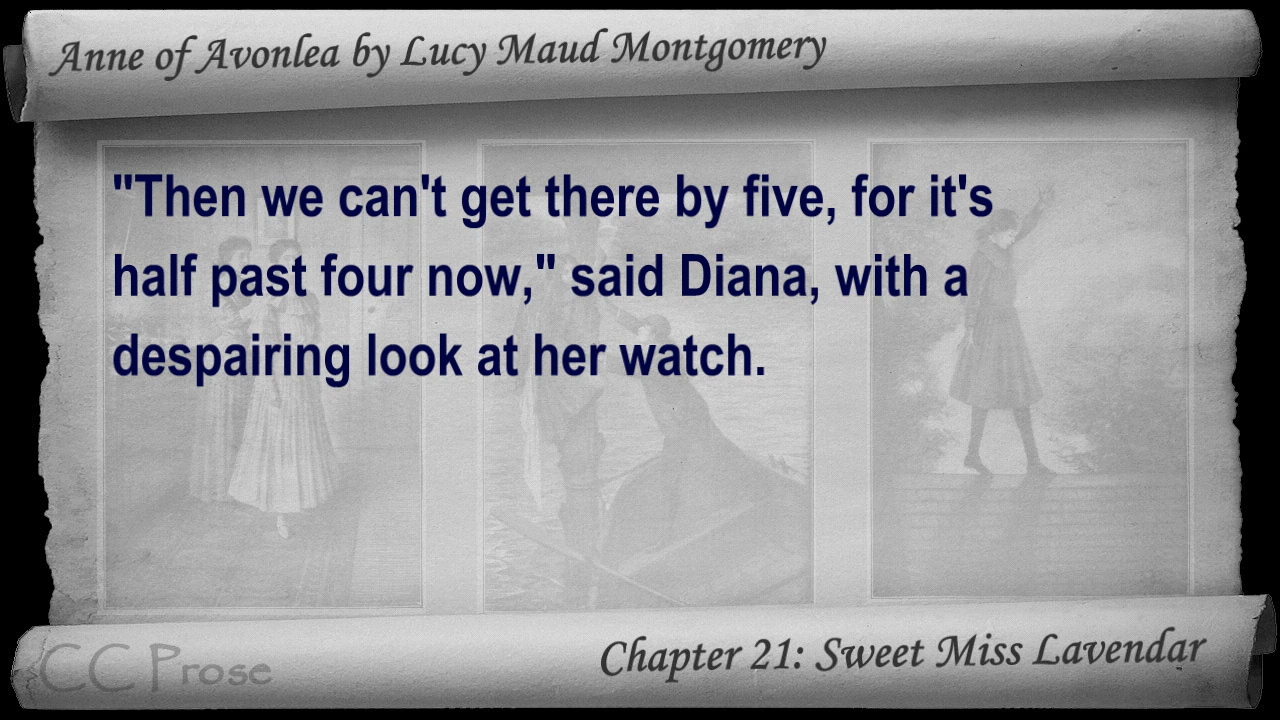 Anne of Avonlea by Lucy Maud Montgomery
"Then we can't get there by five, for it's
half past four now," said Diana, with a
despairing look at her watch.
CC Prose
Chapter 21: Sweet Miss Lavendar